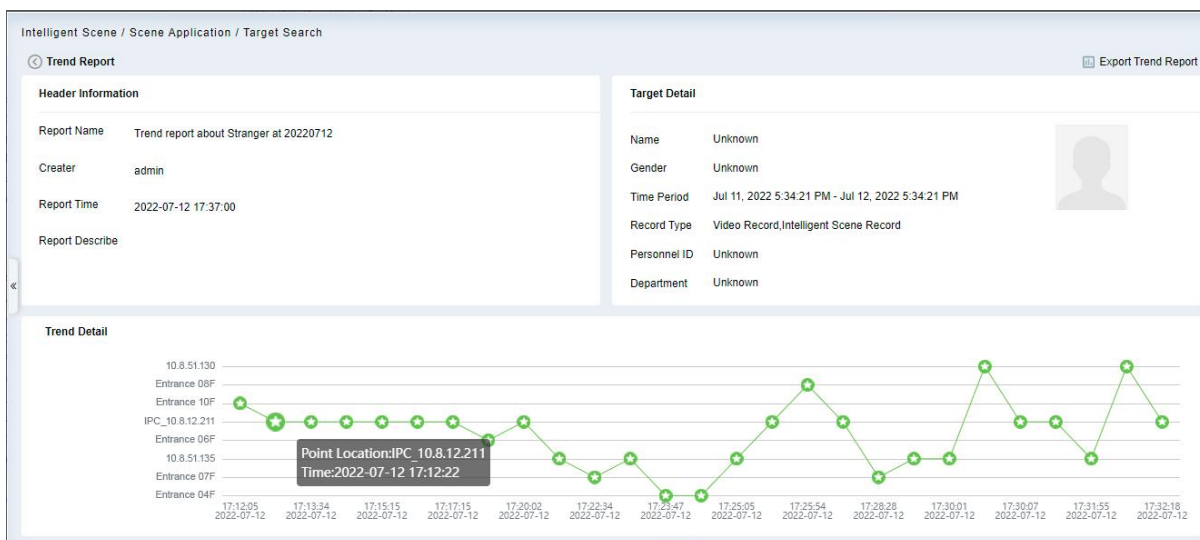 Intelligent Scene / Scene Application / Target Search
Trend Report
Export Trend Report
Header Information
Report Name Trend report about Stranger at 20220712
Creater admin
Report Time 2022-07-12 17:37:00
Report Describe
Target Detail
Name Unknown
Gender Unknown
Time Period Jul 11, 2022 5:34:21 PM - Jul 12, 2022 5:34:21 PM
Record Type Video Record,Intelligent Scene Record
Personnel ID Unknown
Department Unknown
Trend Detail
10.8.51.130
Entrance 08F
Entrance 10F
IPC_10.8.12.211
Entrance 06F
10.8.51.135
Entrance 07F
Entrance 04F
Point Location:IPC_10.8.12.211
Time:2022-07-12 17:12:22
17:12:05 17:13:34 17:15:15 17:17:15 17:20:02 17:22:34 17:23:47 17:25:05 17:25:54 17:28:28 17:30:01 17:30:07 17:31:55 17:32:18
2022-07-12 2022-07-12 2022-07-12 2022-07-12 2022-07-12 2022-07-12 2022-07-12 2022-07-12 2022-07-12 2022-07-12 2022-07-12 2022-07-12 2022-07-12 2022-07-12